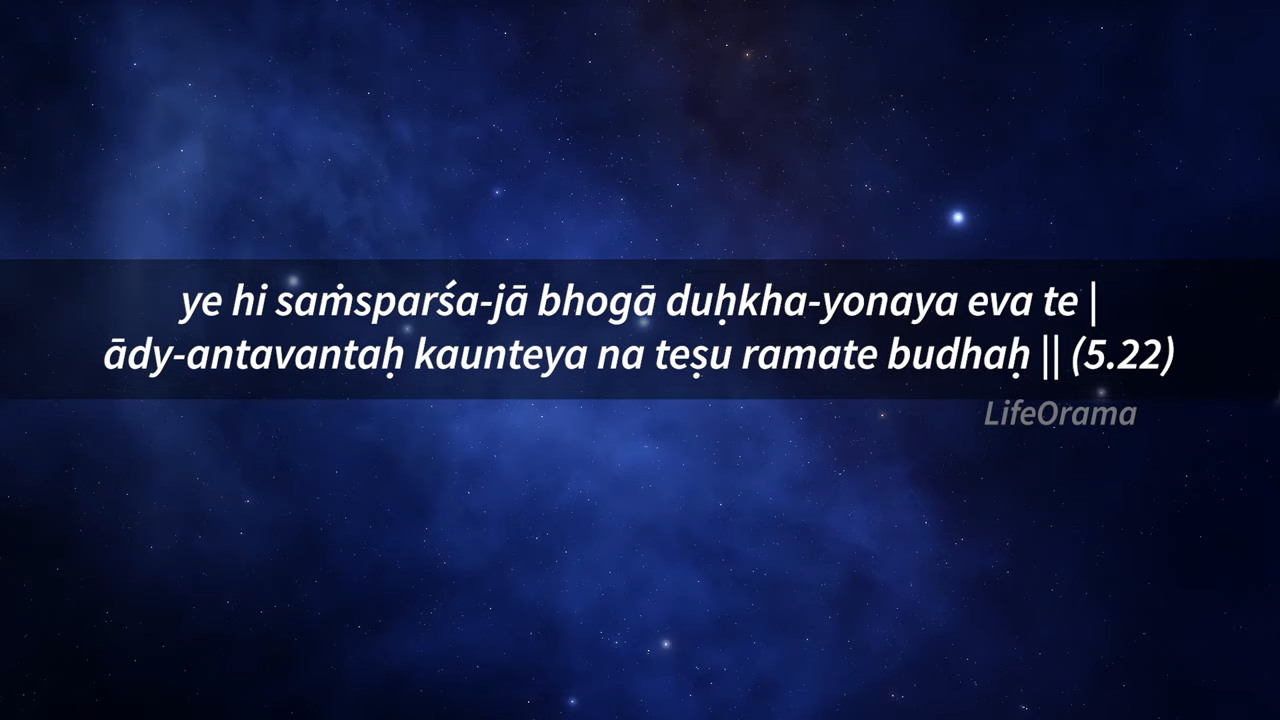 ye hi saṁsparśa-jā bhogā duḥkha-yonaya eva te |
ādy-antavantaḥ kaunteya na teṣu ramate budhaḥ || (5.22)
LifeOrama